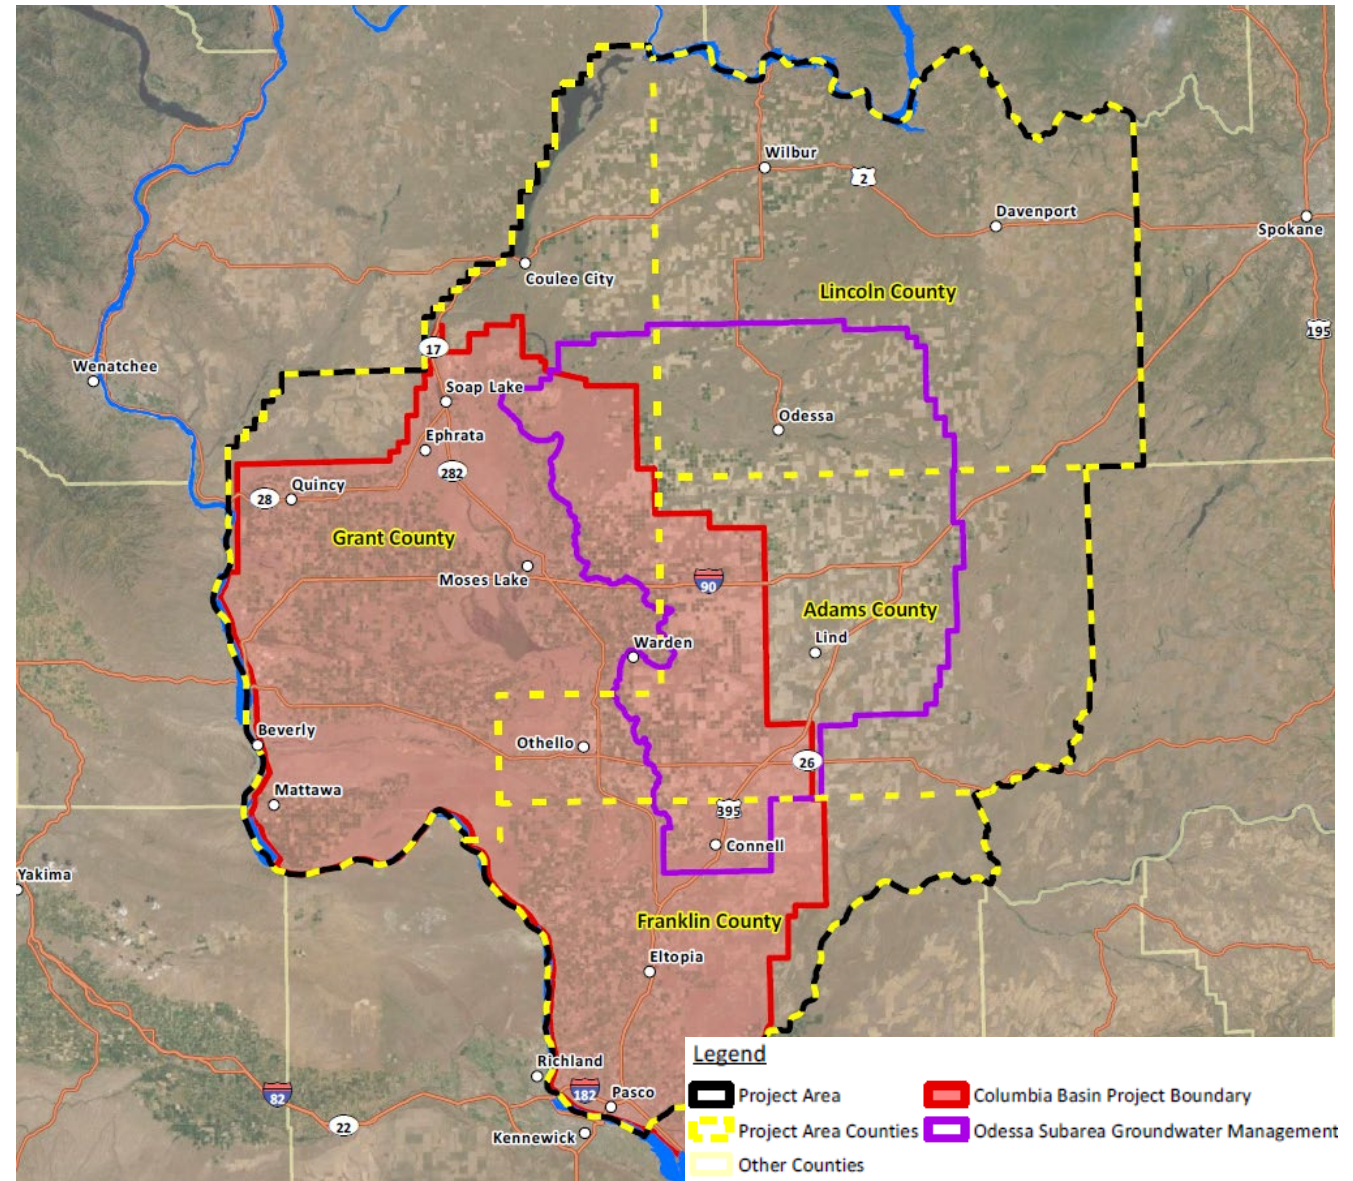 Wilbur
2
Davenport
Spokane
Coulee City
Lincoln County
195
17
Wenatchee
Soap Lake
Odessa
Ephrata
282
Quincy
28
Grant County
Moses Lake
90
Adams County
Lind
Warden
Beverly
Othello
26
Mattawa
395
Connell
Yakima
Franklin County
Eltopia
Legend
Richland
182
Pasco
82
22
Kennewick
Project Area
Columbia Basin Project Boundary
Project Area Counties
Odessa Subarea Groundwater Management
Other Counties